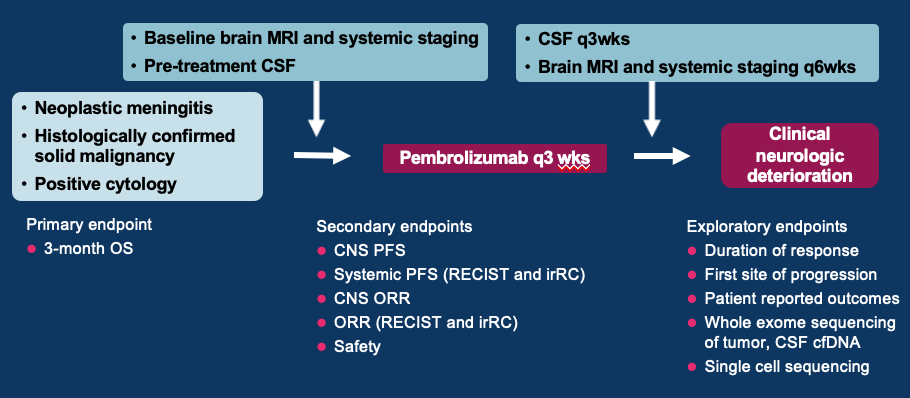 • Baseline brain MRI and systemic staging
• Pre-treatment CSF
• CSF q3wks
• Brain MRI and systemic staging q6wks
• Neoplastic meningitis
• Histologically confirmed
solid malignancy
• Positive cytology
Pembrolizumab q3 wks
Clinical
neurologic
deterioration
Primary endpoint
• 3-month OS
Secondary endpoints
• CNS PFS
• Systemic PFS (RECIST and irRC)
• CNS ORR
• ORR (RECIST and irRC)
• Safety
Exploratory endpoints
• Duration of response
• First site of progression
• Patient reported outcomes
• Whole exome sequencing
of tumor, CSF cfDNA
• Single cell sequencing